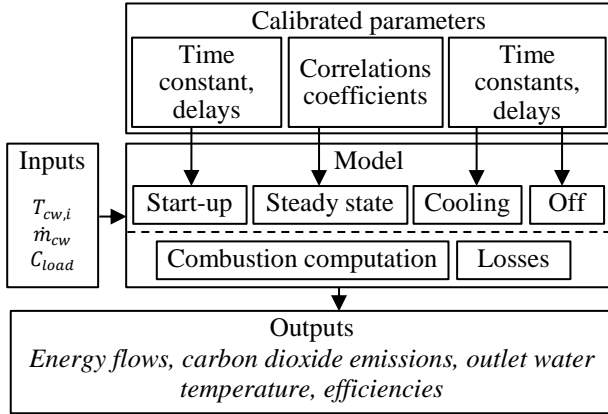 Calibrated parameters
Time
constant,
delays
Correlations
coefficients
Time
constants,
delays
Inputs
T_{cw,i}
ṁ_{cw}
C_{load}
Model
Start-up
Steady state
Cooling
Off
Combustion computation
Losses
Outputs
Energy flows, carbon dioxide emissions, outlet water
temperature, efficiencies